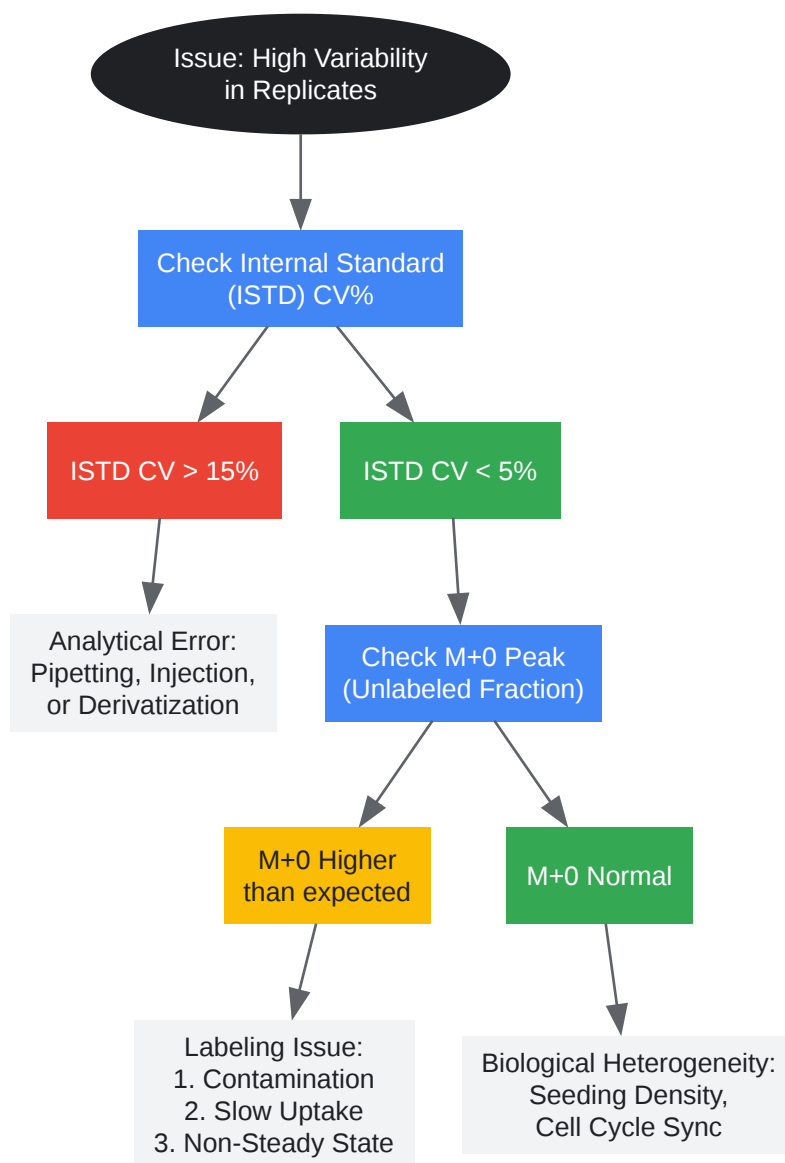 Issue: High Variability
in Replicates
Check Internal Standard
(ISTD) CV%
ISTD CV > 15%
ISTD CV < 5%
Analytical Error:
Pipetting, Injection,
or Derivatization
Check M+0 Peak
(Unlabeled Fraction)
M+0 Higher
than expected
M+0 Normal
Labeling Issue:
1. Contamination
2. Slow Uptake
3. Non-Steady State
Biological Heterogeneity:
Seeding Density,
Cell Cycle Sync